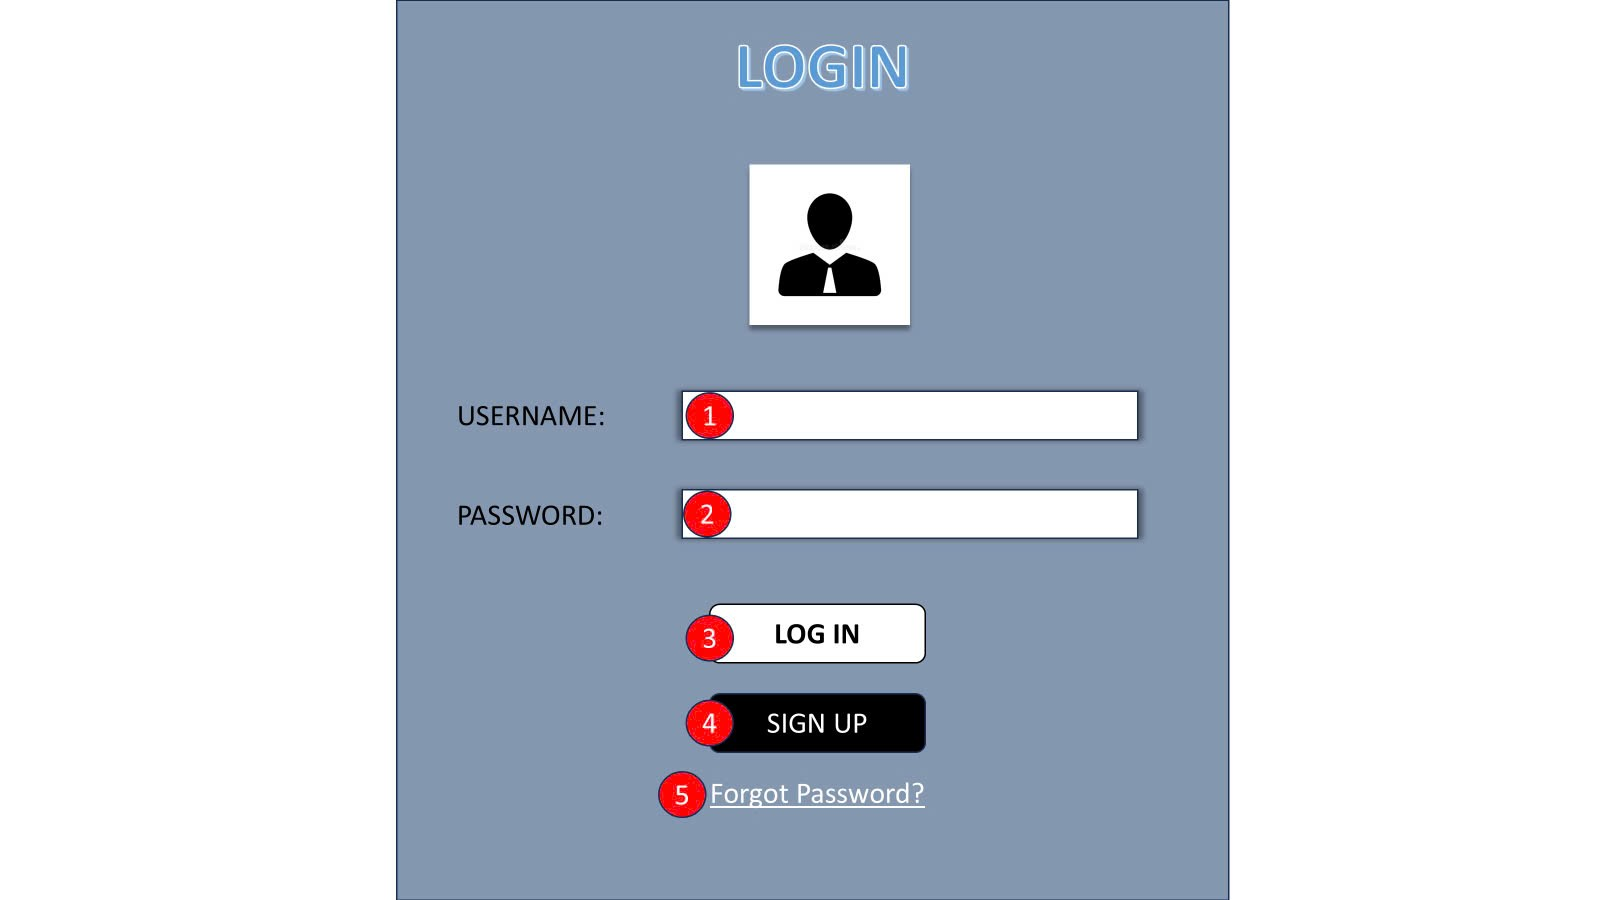 LOGIN
USERNAME: 1
PASSWORD: 2
3 LOG IN
4 SIGN UP
5 Forgot Password?